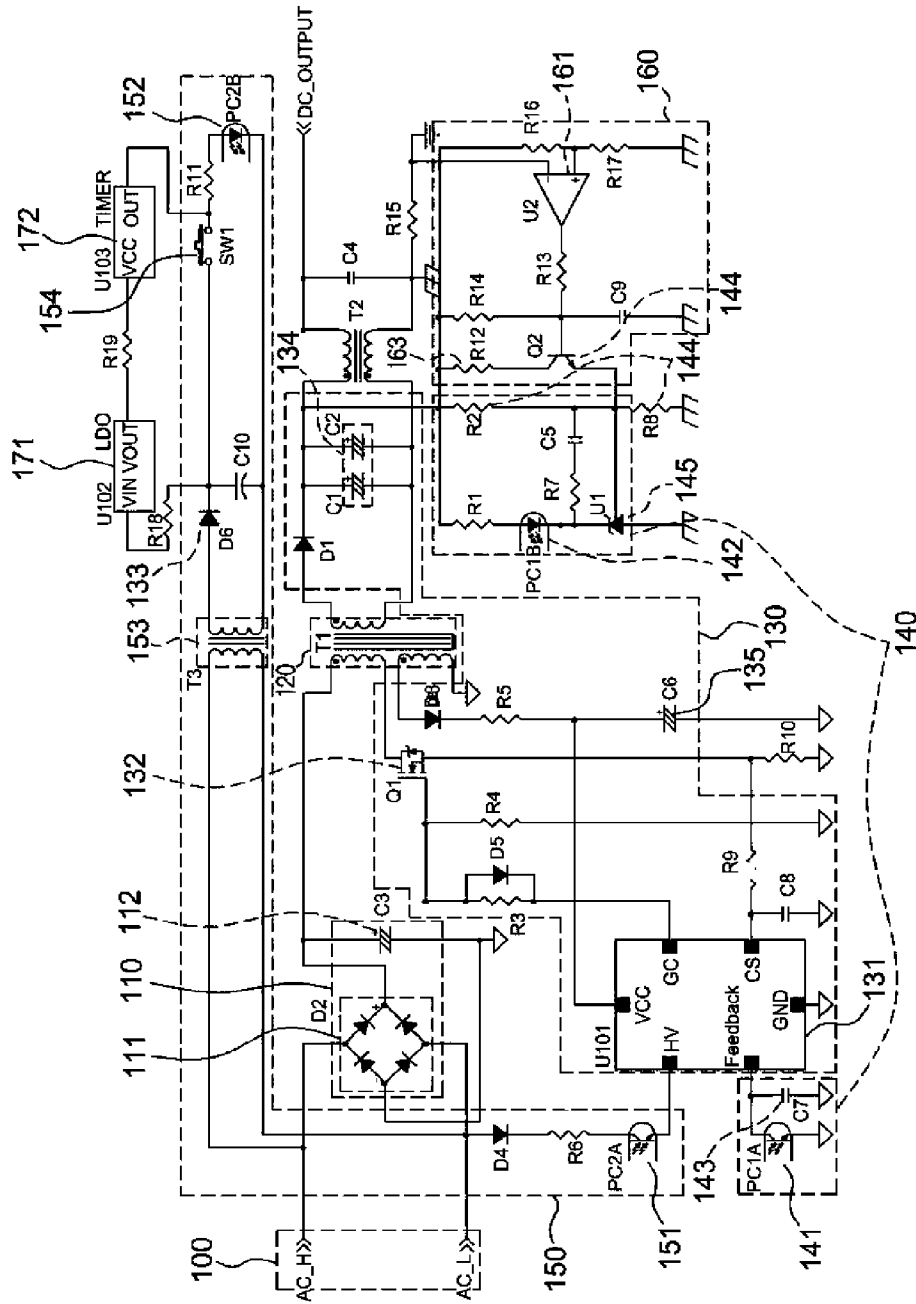 171
LDO
U102
VIN VOUT
R18
R19
172
TIMER
U103
VCC OUT
154
SW1
R11
152
PC2B
153
T3
133
D6
C10
DC_OUTPUT
120
T1
D1
134
C1
C2
T2
C4
R15
160
161
R16
R17
U2
R13
R14
163
R12
Q2
C9
144
144
R2
R8
C5
R7
R1
U1
145
PC1B
142
140
130
132
Q1
R5
135
C6
R10
R4
D5
R3
R9
C8
110
112
C3
D2
111
U101
VCC
HV
GC
Feedback
CS
GND
131
D4
R6
PC2A
151
150
PC1A
141
143
C7
100
AC_H
AC_L